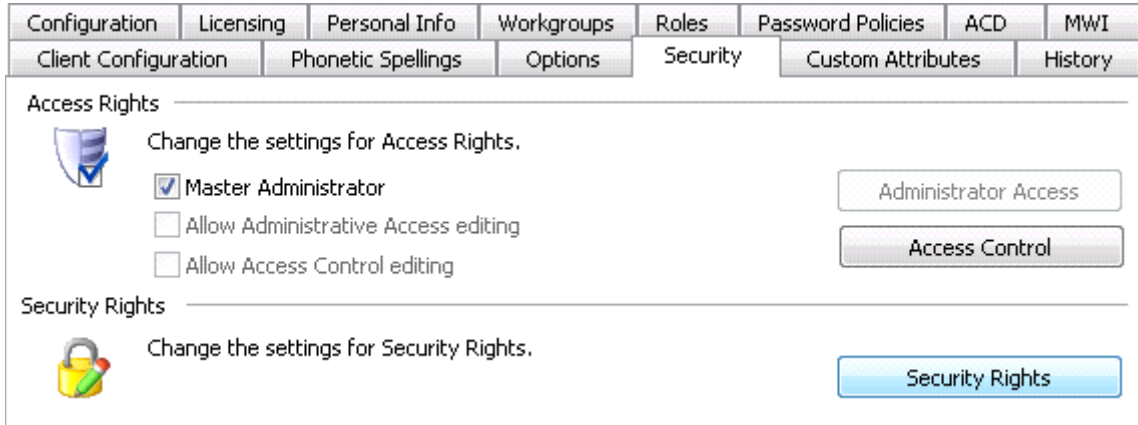 Configuration Licensing Personal Info Workgroups Roles Password Policies ACD MWI
Client Configuration Phonetic Spellings Options Security Custom Attributes History
Access Rights
Change the settings for Access Rights.
Master Administrator
Administrator Access
Allow Administrative Access editing
Access Control
Allow Access Control editing
Security Rights
Change the settings for Security Rights.
Security Rights